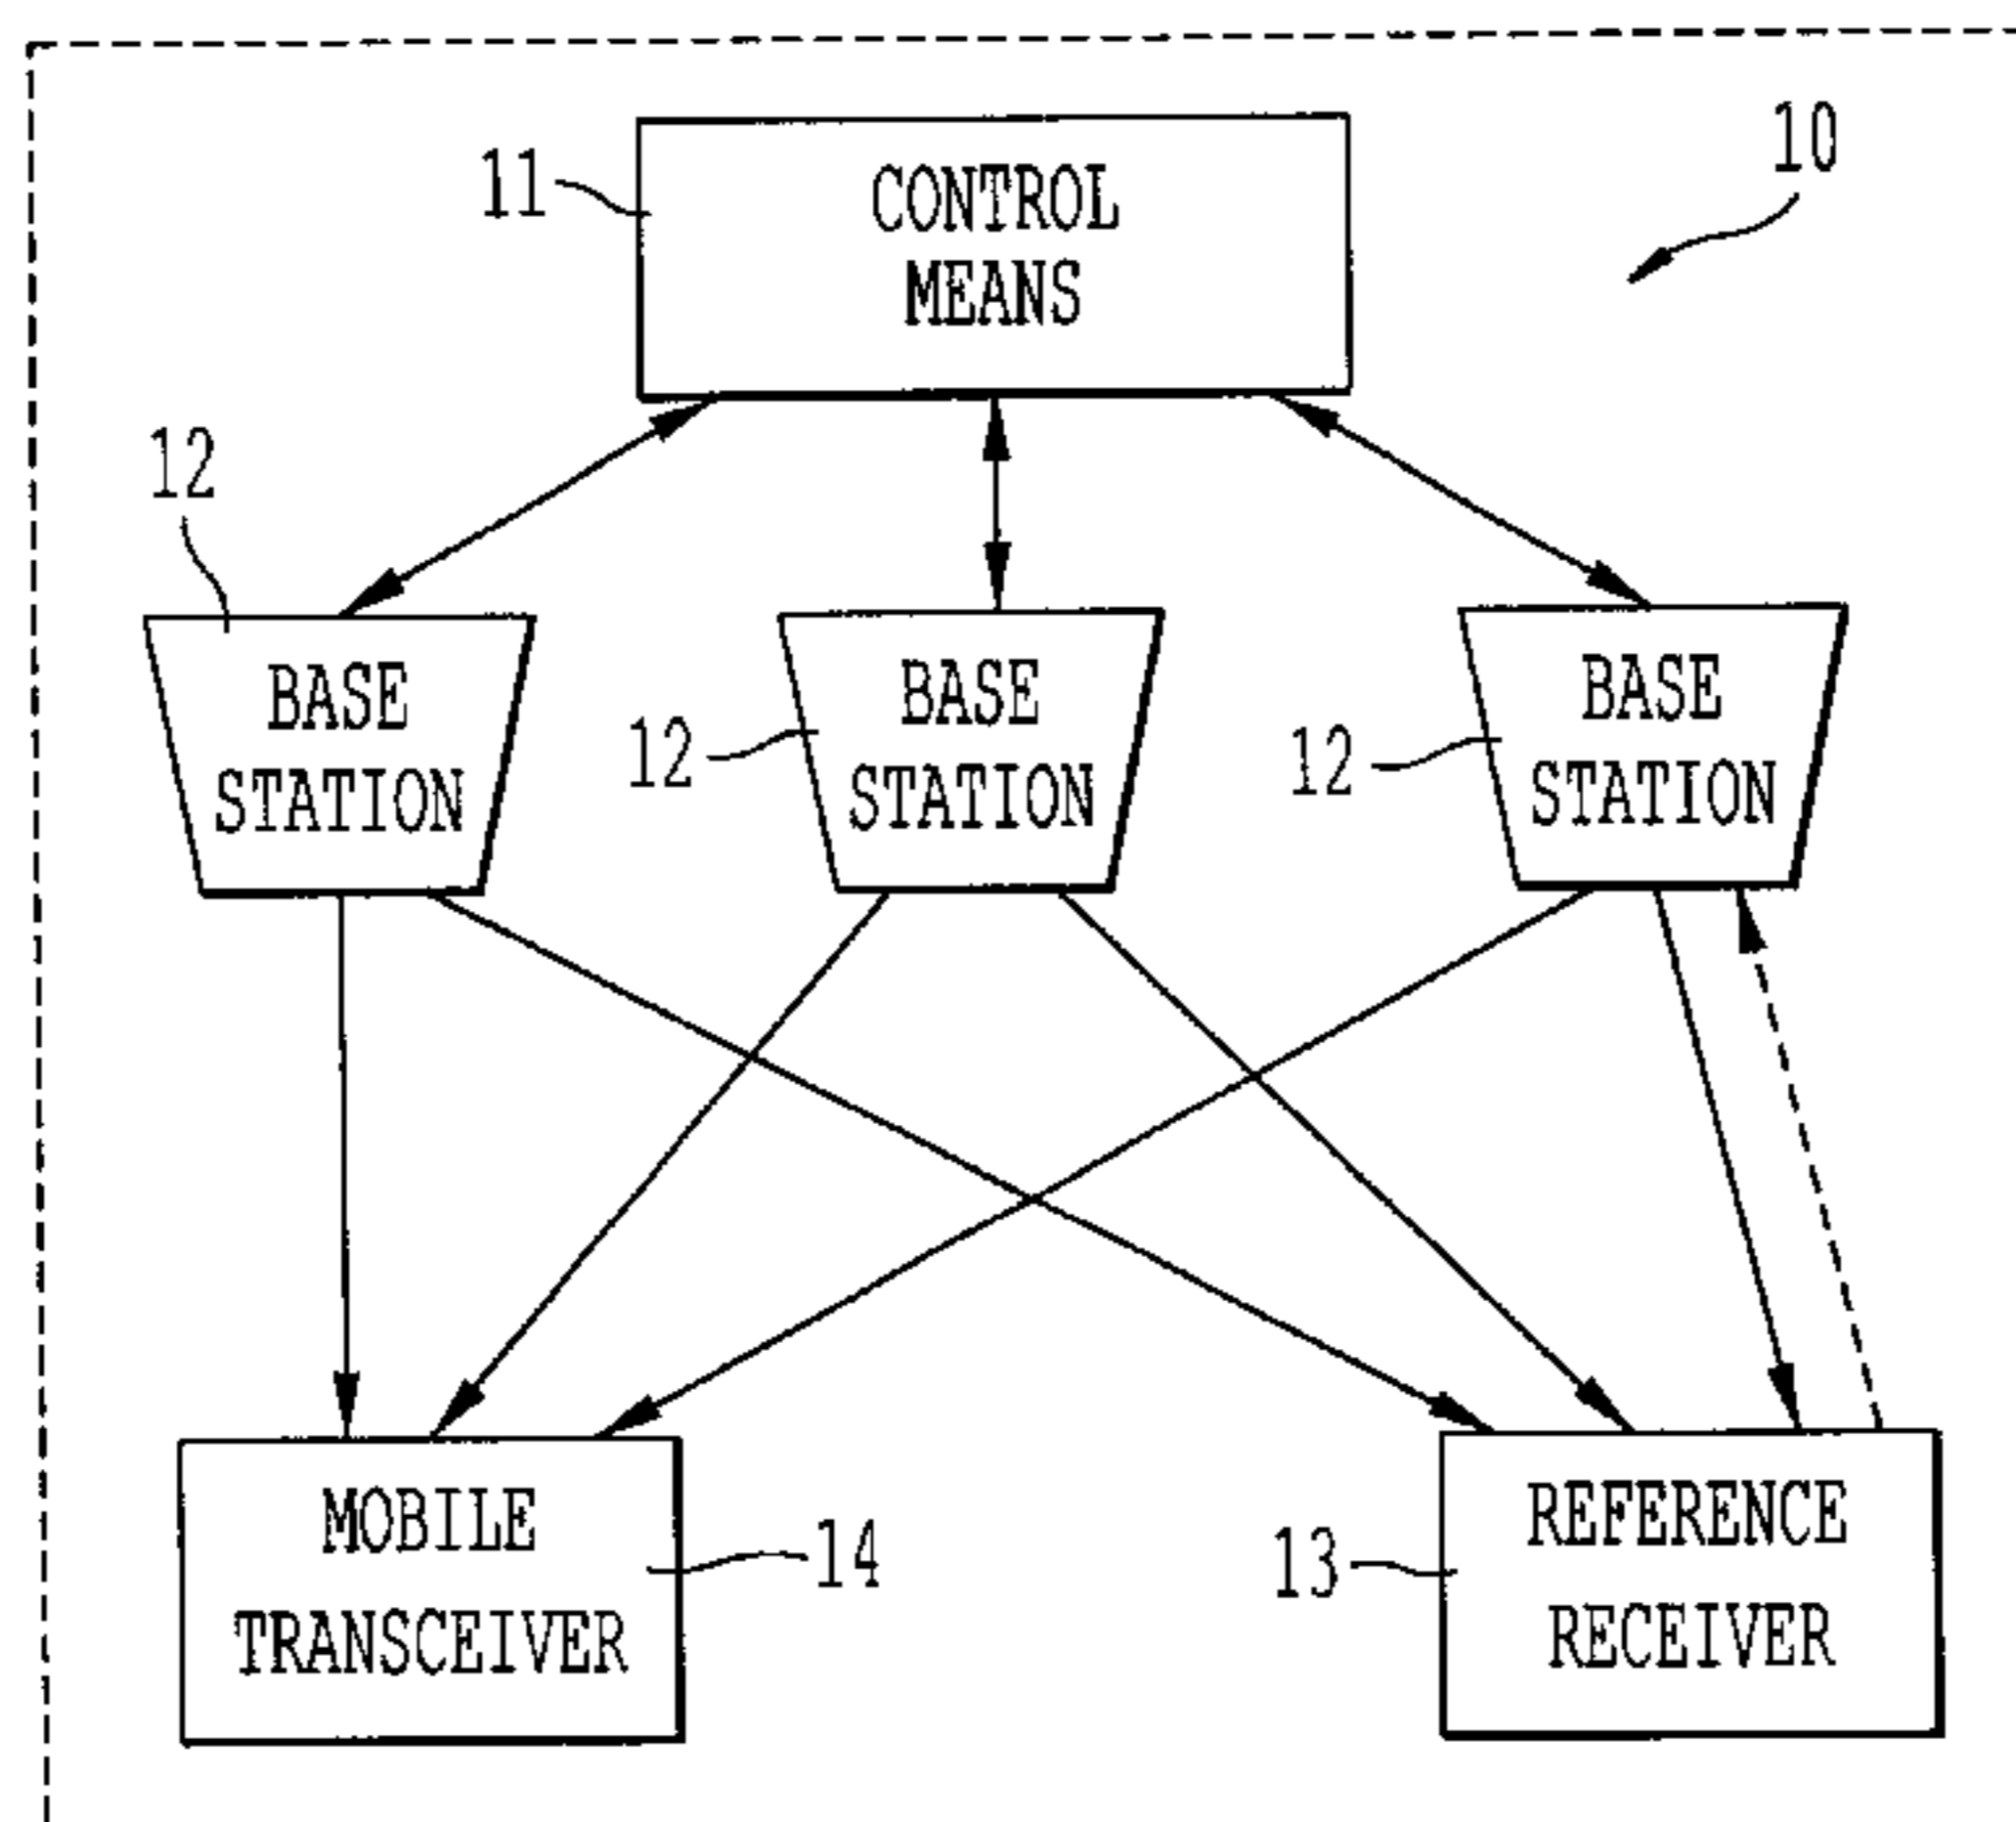 10
11
CONTROL
MEANS
12
BASE
STATION
12
BASE
STATION
12
BASE
STATION
MOBILE
TRANSCEIVER
14
13
REFERENCE
RECEIVER